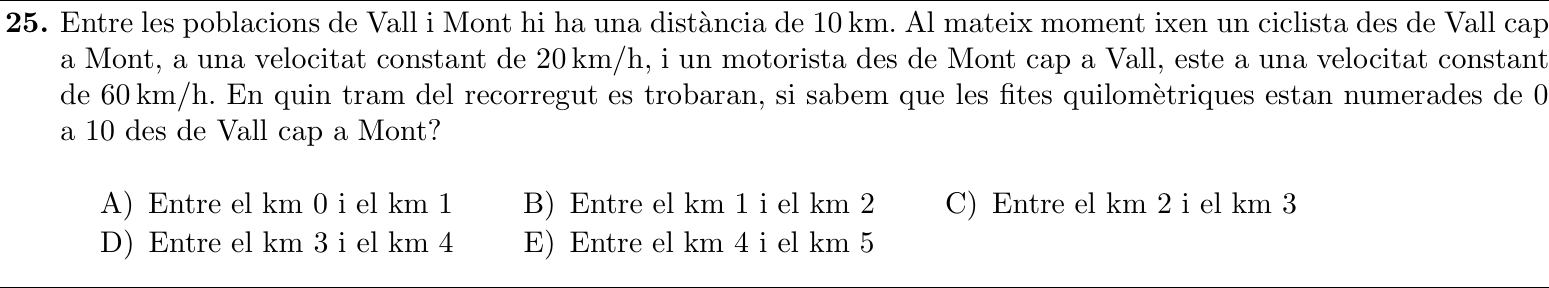 25. Entre les poblacions de Vall i Mont hi ha una distància de 10 km. Al mateix moment ixen un ciclista des de Vall cap
a Mont, a una velocitat constant de 20 km/h, i un motorista des de Mont cap a Vall, este a una velocitat constant
de 60 km/h. En quin tram del recorregut es trobaran, si sabem que les fites quilomètriques estan numerades de 0
a 10 des de Vall cap a Mont?
A) Entre el km 0 i el km 1 B) Entre el km 1 i el km 2 C) Entre el km 2 i el km 3
D) Entre el km 3 i el km 4 E) Entre el km 4 i el km 5